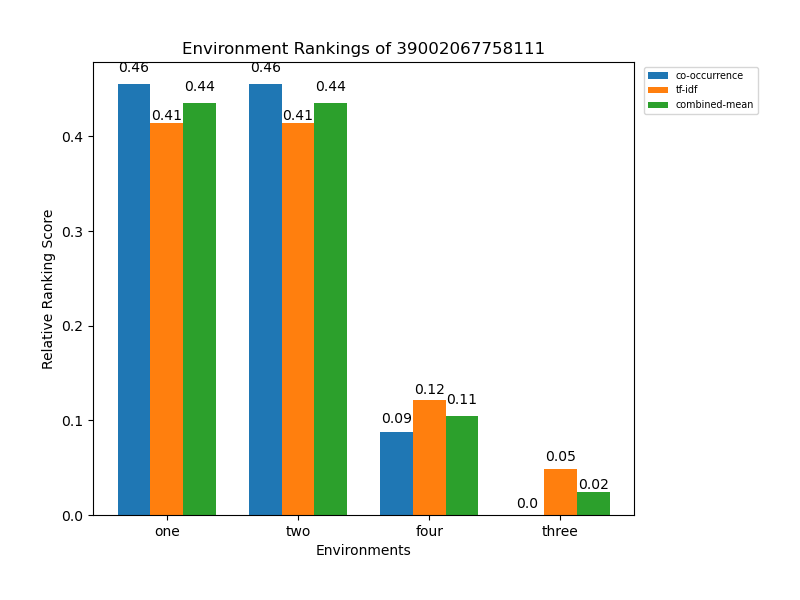 Environment Rankings of 39002067758111
co-occurrence
tf-idf
combined-mean
0.46
0.41
0.44
0.46
0.41
0.44
0.09
0.12
0.11
0.0
0.05
0.02
0.4
0.3
0.2
0.1
0.0
Relative Ranking Score
one
two
four
three
Environments